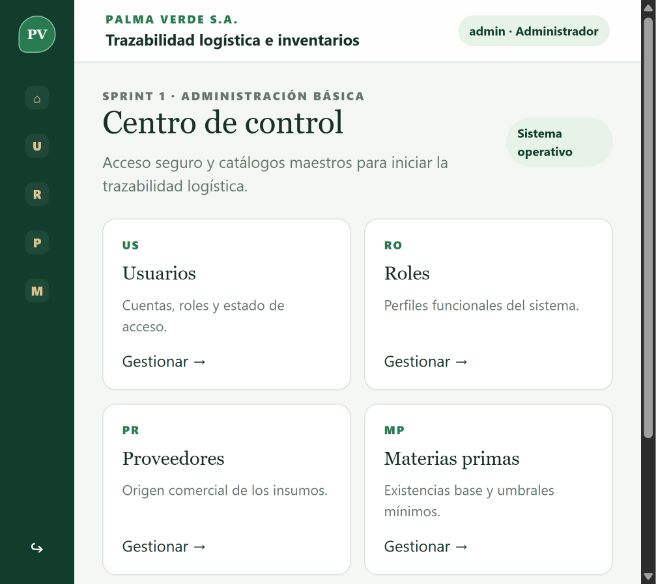 PV
PALMA VERDE S.A.
Trazabilidad logística e inventarios
admin · Administrador
U
R
P
M
SPRINT 1 · ADMINISTRACIÓN BÁSICA
Centro de control
Acceso seguro y catálogos maestros para iniciar la
trazabilidad logística.
Sistema
operativo
US
Usuarios
Cuentas, roles y estado de
acceso.
Gestionar →
RO
Roles
Perfiles funcionales del sistema.
Gestionar →
PR
Proveedores
Origen comercial de los insumos.
Gestionar →
MP
Materias primas
Existencias base y umbrales
mínimos.
Gestionar →